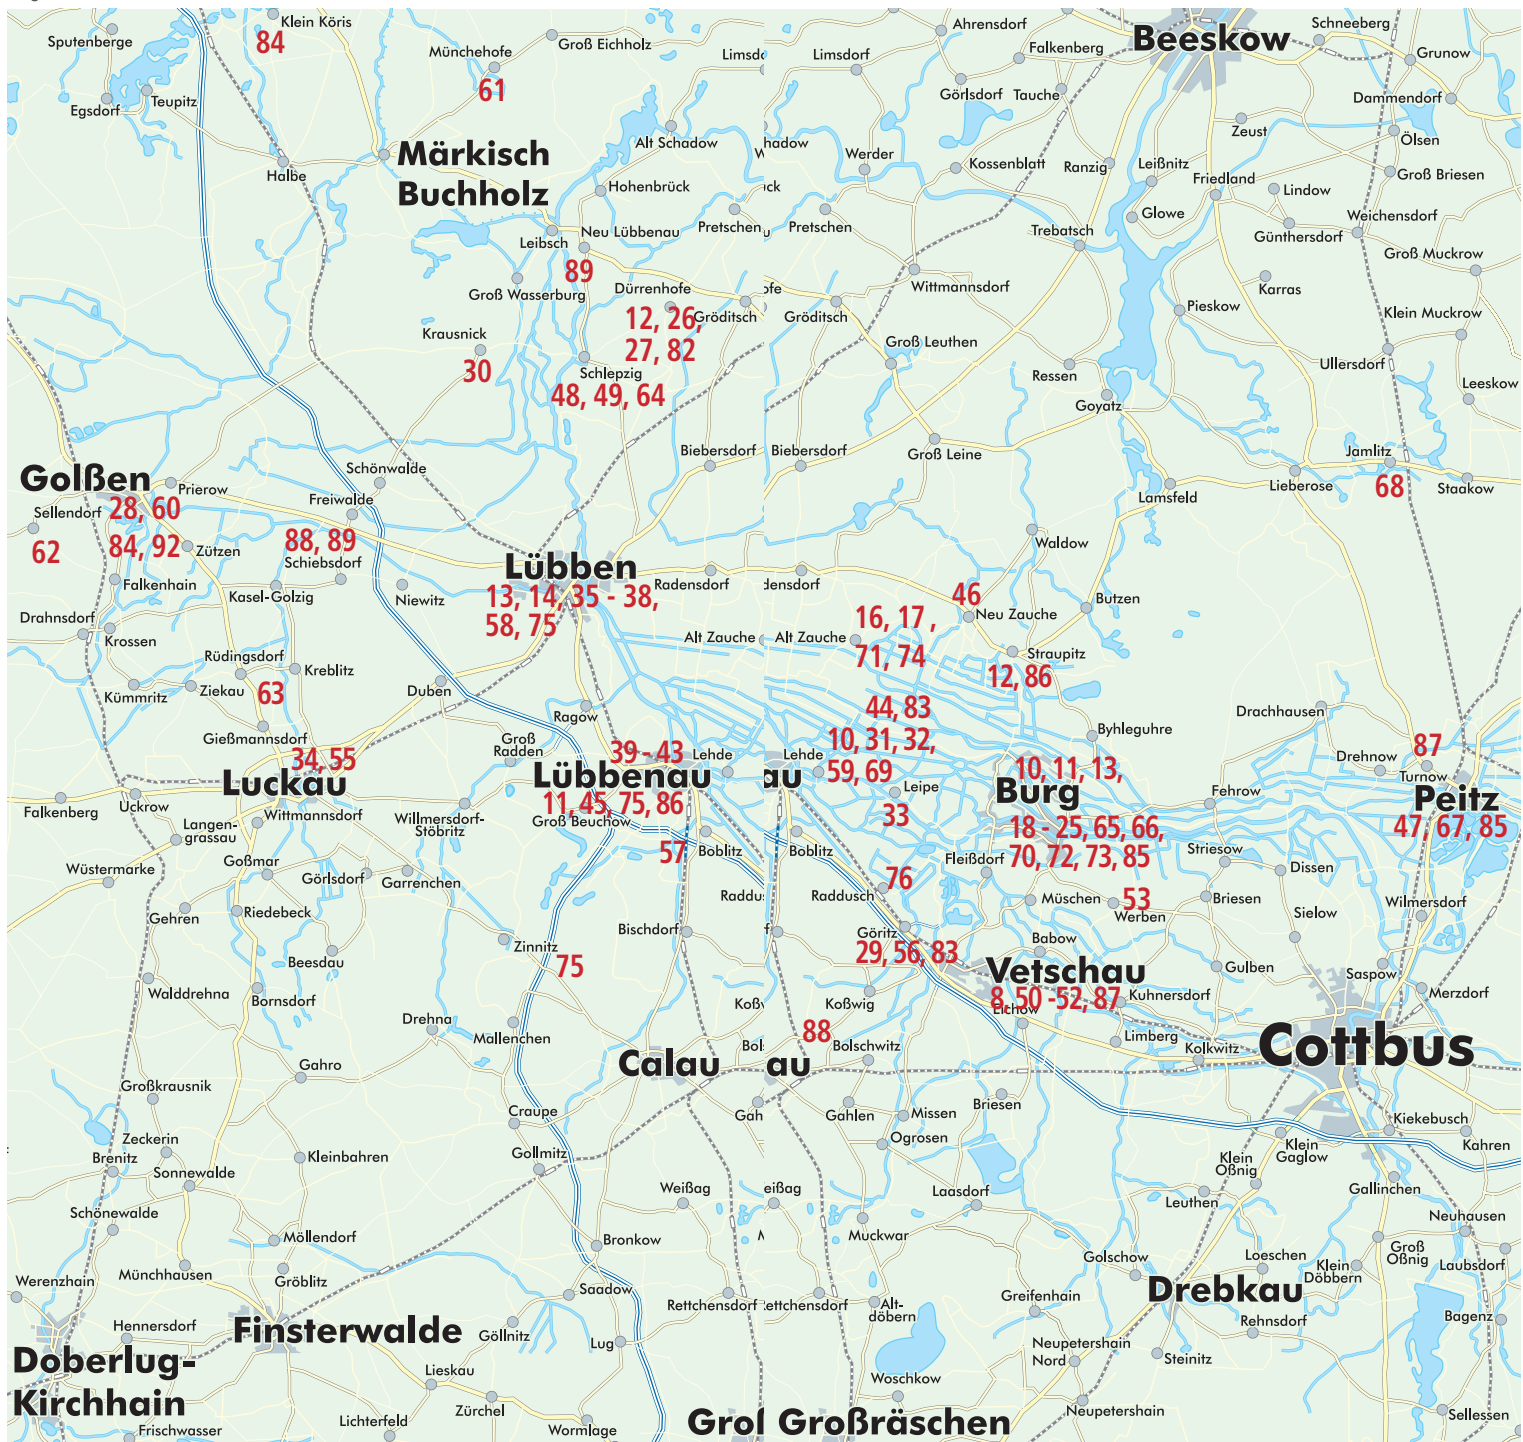 Klein Köris
84
Sputenberge
Münchehofe
Groß Eichholz
61
Egsdorf
Teupitz
Halbe
Märkisch
Buchholz
Alt Schadow
Hohenbrück
Pretschen
Leibsch
Neu Lübbenau
89
Groß Wasserburg
Dürrenhofe
12, 26,
27, 82
Gröditsch
Krausnick
30
Schlepzig
48, 49, 64
Biebersdorf
Schönwalde
Golßen
Prierow
28, 60
84, 92
Sellendorf
62
Freiwalde
88, 89
Schiebsdorf
Zützen
Falkenhain
Kasel-Golzig
Niewitz
Lübben
13, 14, 35 - 38,
58, 75
Radensdorf
Drahnsdorf
Krossen
Rüdingsdorf
Kreblitz
Kümmritz
Ziekau
63
Duben
Alt Zauche
Ragow
Gießmannsdorf
34, 55
Luckau
Groß
Radden
39 - 43
Lehde
Lübbenau
11, 45, 75, 86
Groß Beuchow
57
Boblitz
Falkenberg
Uckrow
Langen-
grassau
Wittmannsdorf
Willmersdorf-
Stöbritz
Wüstermarke
Goßmar
Görlsdorf
Garrenchen
Gehren
Riedebeck
Beesdau
Zinnitz
75
Bischdorf
Walddrehna
Bornsdorf
Drehna
Mallenchen
Calau
Gahro
Großkrausnik
Craupe
Zeckerin
Brenitz
Sonnewalde
Kleinbahren
Gollmitz
Weißag
Schönewalde
Möllendorf
Bronkow
Münchhausen
Gröblitz
Werenzhain
Saadow
Rettchensdorf
Hennersdorf
Finsterwalde
Göllnitz
Lug
Doberlug-
Kirchhain
Lieskau
Zürchel
Frischwasser
Lichterfeld
Wormlage
Ahrensdorf
Limsdorf
Falkenberg
Beeskow
Schneeberg
Grunow
Görlsdorf
Tauche
Dammendorf
Zeust
Ölsen
Werder
Kossenblatt
Ranzig
Leißnitz
Friedland
Lindow
Groß Briesen
Pretschen
Glowe
Weichensdorf
Trebatsch
Günthersdorf
Groß Muckrow
Wittmannsdorf
Karras
Gröditsch
Pieskow
Klein Muckrow
Groß Leuthen
Ullersdorf
Ressen
Leeskow
Goyatz
Biebersdorf
Groß Leine
Jamlitz
68
Lamsfeld
Lieberose
Staakow
Waldow
46
Neu Zauche
Butzen
16, 17 ,
71, 74
Alt Zauche
Straupitz
12, 86
44, 83
10, 31, 32,
59, 69
Lehde
Leipe
33
Byhleguhre
Drachhausen
Drehnow
87
Turnow
10, 11, 13,
Burg
18 - 25, 65, 66,
70, 72, 73, 85
Fehrow
Peitz
47, 67, 85
Boblitz
Fleißdorf
Striesow
Dissen
Raddusch
76
Müschen
53
Werben
Briesen
Sielow
Wilmersdorf
Göritz
29, 56, 83
Babow
Vetschau
8, 50 -52, 87
Eichow
Kuhnersdorf
Gulben
Saspow
Merzdorf
Koßwig
88
Bolschwitz
Limberg
Kolkwitz
Cottbus
Gahlen
Missen
Ogrosen
Briesen
Kiekebusch
Kahren
Klein
Gaglow
Klein
Oßnig
Gallinchen
Laasdorf
Leuthen
Muckwar
Neuhausen
Golschow
Loeschen
Groß
Oßnig
Klein
Döbbern
Laubsdorf
Drebkau
Alt-
döbern
Greifenhain
Rehnsdorf
Bagenz
Neupetershain
Nord
Steinitz
Woschkow
Neupetershain
Sellessen
Großräschen